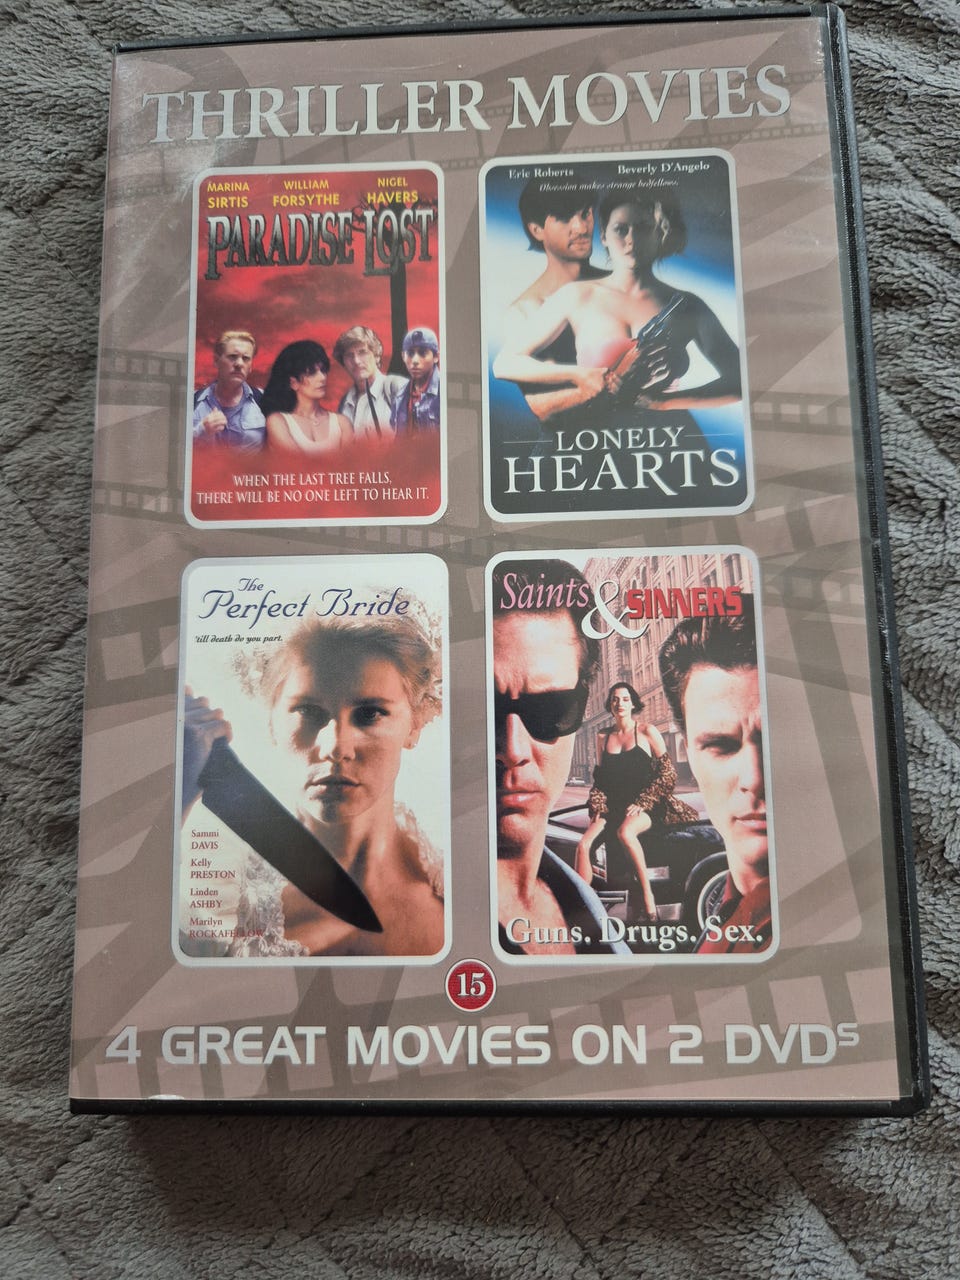 THRILLER MOVIES
MARINA SIRTIS
WILLIAM FORSYTHE
NIGEL HAVERS
PARADISE LOST
WHEN THE LAST TREE FALLS,
THERE WILL BE NO ONE LEFT TO HEAR IT.
Eric Roberts
Beverly D'Angelo
Obsession makes strange bedfellows.
LONELY
HEARTS
The
Perfect Bride
'till death do you part.
Sammi
DAVIS
Kelly
PRESTON
Linden
ASHBY
Marilyn
ROCKAFELLOW
Saints & SINNERS
Guns. Drugs. Sex.
15
4 GREAT MOVIES ON 2 DVDS